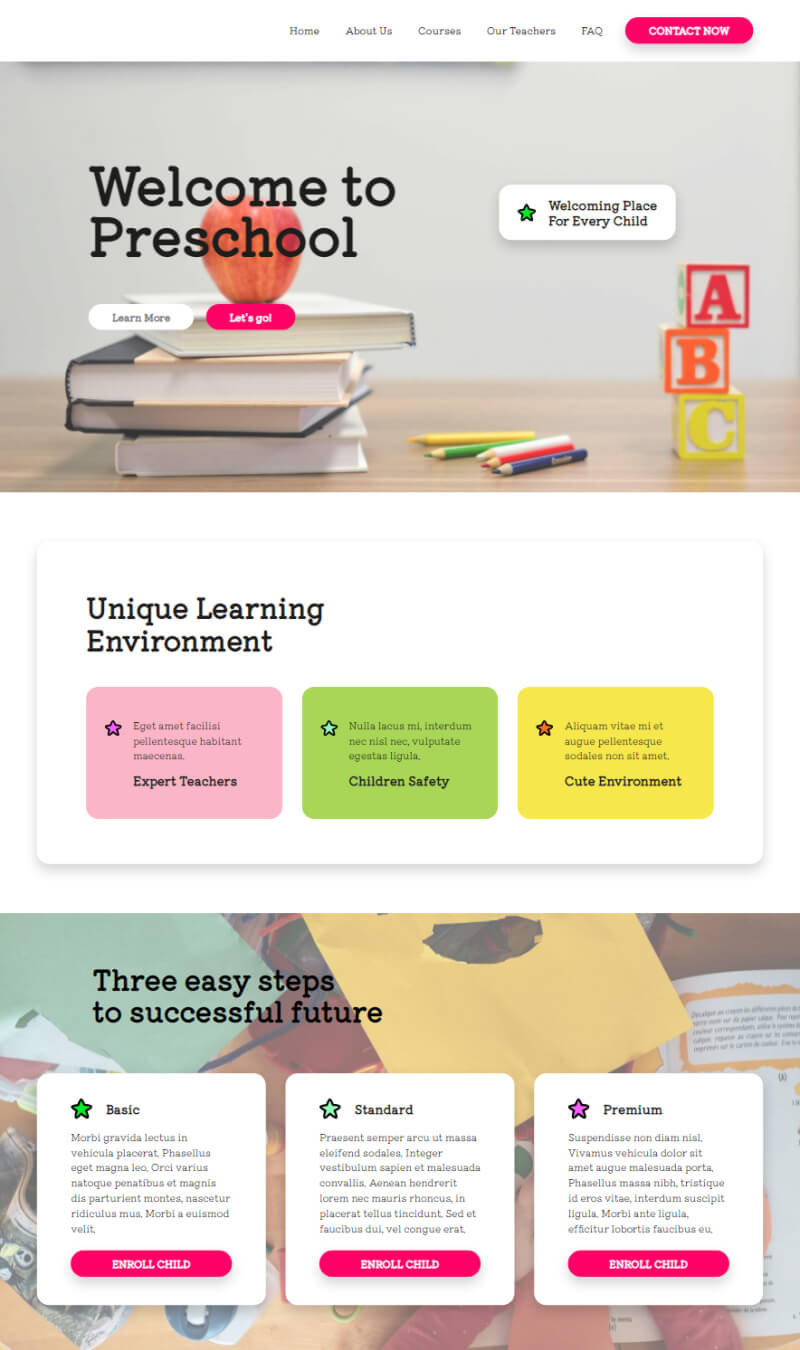 Home About Us Courses Our Teachers FAQ CONTACT NOW
Welcome to
Preschool
Welcoming Place
For Every Child
Learn More Let's go!
A
B
C
Unique Learning
Environment
Eget amet facilisi
pellentesque habitant
maecenas.
Expert Teachers
Nulla lacus mi, interdum
nec nisl nec, vulputate
egestas ligula.
Children Safety
Aliquam vitae mi et
augue pellentesque
sodales non sit amet.
Cute Environment
Three easy steps
to successful future
(A)
Basic
Morbi gravida lectus in
vehicula placerat. Phasellus
eget magna leo. Orci varius
natoque penatibus et magnis
dis parturient montes, nascetur
ridiculus mus. Morbi a euismod
velit.
ENROLL CHILD
Standard
Praesent semper arcu ut massa
eleifend sodales. Integer
vestibulum sapien et malesuada
convallis. Aenean hendrerit
lorem nec mauris rhoncus, in
placerat tellus tincidunt. Sed et
faucibus dui, vel congue erat.
ENROLL CHILD
Premium
Suspendisse non diam nisl.
Vivamus vehicula dolor sit
amet augue malesuada porta.
Phasellus massa nibh, tristique
id eros vitae, interdum suscipit
ligula. Morbi ante ligula,
efficitur lobortis faucibus eu.
ENROLL CHILD